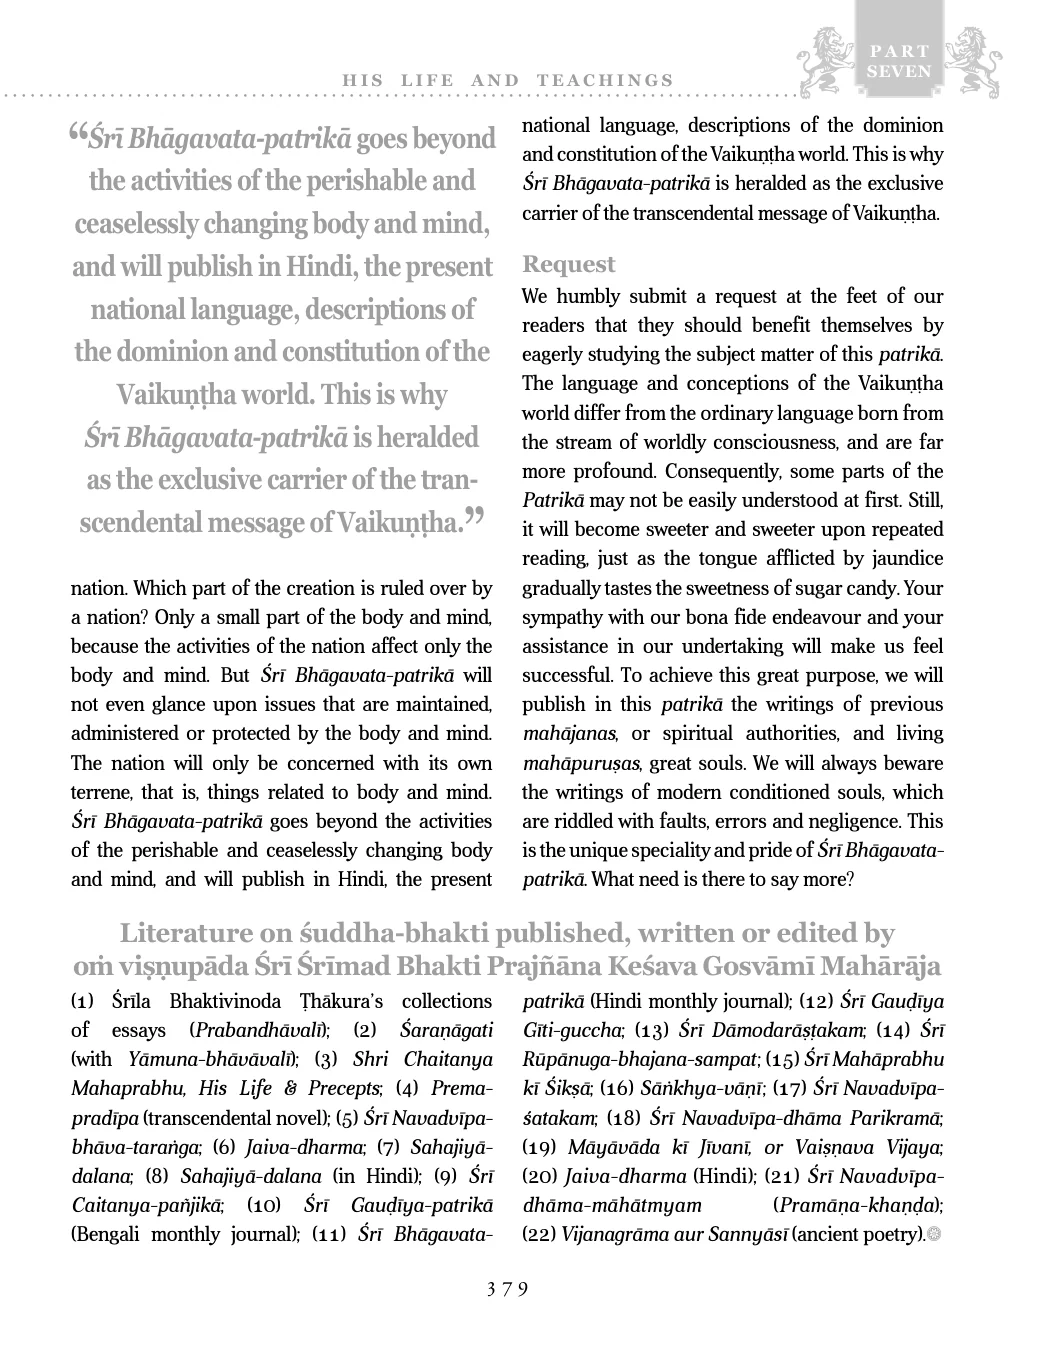 PART
SEVEN
HIS LIFE AND TEACHINGS
“Śrī Bhāgavata-patrikā goes beyond
the activities of the perishable and
ceaselessly changing body and mind,
and will publish in Hindi, the present
national language, descriptions of
the dominion and constitution of the
Vaikuṇṭha world. This is why
Śrī Bhāgavata-patrikā is heralded
as the exclusive carrier of the tran-
scendental message of Vaikuṇṭha.”
nation. Which part of the creation is ruled over by
a nation? Only a small part of the body and mind,
because the activities of the nation affect only the
body and mind. But Śrī Bhāgavata-patrikā will
not even glance upon issues that are maintained,
administered or protected by the body and mind.
The nation will only be concerned with its own
terrene, that is, things related to body and mind.
Śrī Bhāgavata-patrikā goes beyond the activities
of the perishable and ceaselessly changing body
and mind, and will publish in Hindi, the present
national language, descriptions of the dominion
and constitution of the Vaikuṇṭha world. This is why
Śrī Bhāgavata-patrikā is heralded as the exclusive
carrier of the transcendental message of Vaikuṇṭha.
Request
We humbly submit a request at the feet of our
readers that they should benefit themselves by
eagerly studying the subject matter of this patrikā.
The language and conceptions of the Vaikuṇṭha
world differ from the ordinary language born from
the stream of worldly consciousness, and are far
more profound. Consequently, some parts of the
Patrikā may not be easily understood at first. Still,
it will become sweeter and sweeter upon repeated
reading, just as the tongue afflicted by jaundice
gradually tastes the sweetness of sugar candy. Your
sympathy with our bona fide endeavour and your
assistance in our undertaking will make us feel
successful. To achieve this great purpose, we will
publish in this patrikā the writings of previous
mahājanas, or spiritual authorities, and living
mahāpuruṣas, great souls. We will always beware
the writings of modern conditioned souls, which
are riddled with faults, errors and negligence. This
is the unique speciality and pride of Śrī Bhāgavata-
patrikā. What need is there to say more?
Literature on śuddha-bhakti published, written or edited by
oṁ viṣṇupāda Śrī Śrīmad Bhakti Prajñāna Keśava Gosvāmī Mahārāja
(1) Śrīla Bhaktivinoda Ṭhākura’s collections
of essays (Prabandhāvalī); (2) Śaraṇāgati
(with Yāmuna-bhāvāvalī); (3) Shri Chaitanya
Mahaprabhu, His Life & Precepts; (4) Prema-
pradīpa (transcendental novel); (5) Śrī Navadvīpa-
bhāva-taraṅga; (6) Jaiva-dharma; (7) Sahajiyā-
dalana; (8) Sahajiyā-dalana (in Hindi); (9) Śrī
Caitanya-pañjikā; (10) Śrī Gauḍīya-patrikā
(Bengali monthly journal); (11) Śrī Bhāgavata-
patrikā (Hindi monthly journal); (12) Śrī Gauḍīya
Gīti-guccha; (13) Śrī Dāmodarāṣṭakam; (14) Śrī
Rūpānuga-bhajana-sampat; (15) Śrī Mahāprabhu
kī Śikṣā; (16) Sāṅkhya-vāṇī; (17) Śrī Navadvīpa-
śatakam; (18) Śrī Navadvīpa-dhāma Parikramā;
(19) Māyāvāda kī Jīvanī, or Vaiṣṇava Vijaya;
(20) Jaiva-dharma (Hindi); (21) Śrī Navadvīpa-
dhāma-māhātmyam (Pramāṇa-khaṇḍa);
(22) Vijanagrāma aur Sannyāsī (ancient poetry).
379